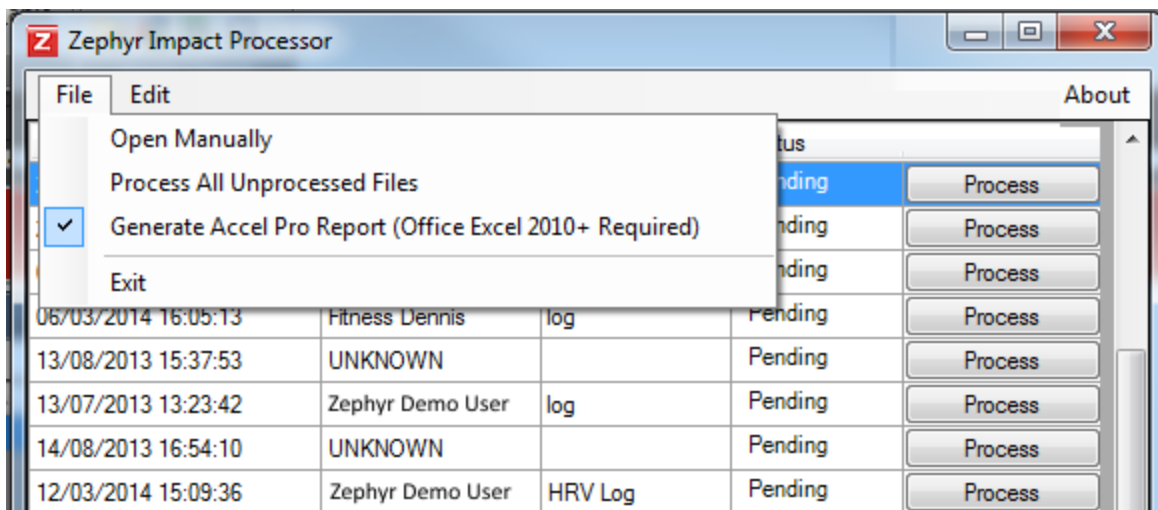 Z Zephyr Impact Processor
File Edit About
Open Manually
tus
Process All Unprocessed Files
nding Process
Generate Accel Pro Report (Office Excel 2010+ Required)
nding Process
Exit
nding Process
06/03/2014 16:05:13 Fitness Dennis log Pending Process
13/08/2013 15:37:53 UNKNOWN Pending Process
13/07/2013 13:23:42 Zephyr Demo User log Pending Process
14/08/2013 16:54:10 UNKNOWN Pending Process
12/03/2014 15:09:36 Zephyr Demo User HRV Log Pending Process